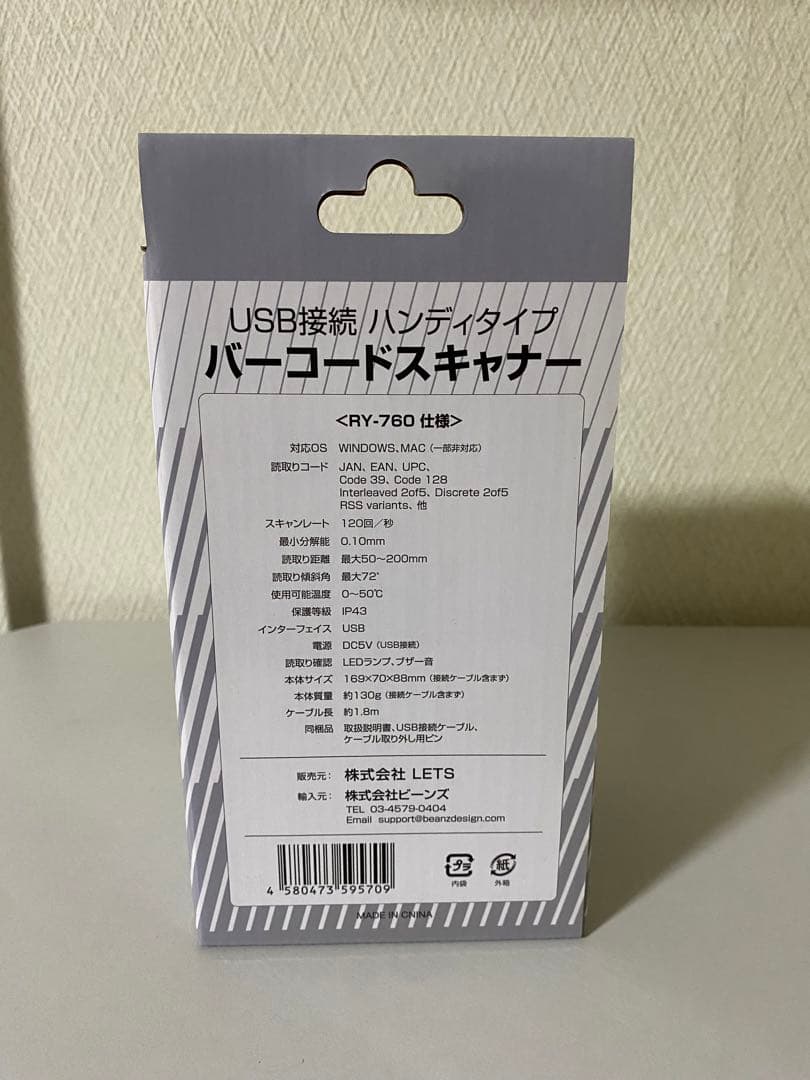 USB接続 ハンディタイプ
バーコードスキャナー
<RY-760 仕様>
対応OS WINDOWS、MAC（一部非対応）
読取りコード JAN、EAN、UPC、
Code 39、Code 128
Interleaved 2of5、Discrete 2of5
RSS variants、他
スキャンレート 120回／秒
最小分解能 0.10mm
読取り距離 最大50〜200mm
読取り傾斜角 最大72°
使用可能温度 0〜50℃
保護等級 IP43
インターフェイス USB
電源 DC5V（USB接続）
読取り確認 LEDランプ、ブザー音
本体サイズ 169×70×88mm（接続ケーブル含まず）
本体質量 約130g（接続ケーブル含まず）
ケーブル長 約1.8m
同梱品 取扱説明書、USB接続ケーブル、
ケーブル取り外し用ピン
販売元： 株式会社 LETS
輸入元： 株式会社ビーンズ
TEL 03-4579-0404
Email support@beanzdesign.com
4 580473 595709
プラ 紙
内袋 外箱
MADE IN CHINA